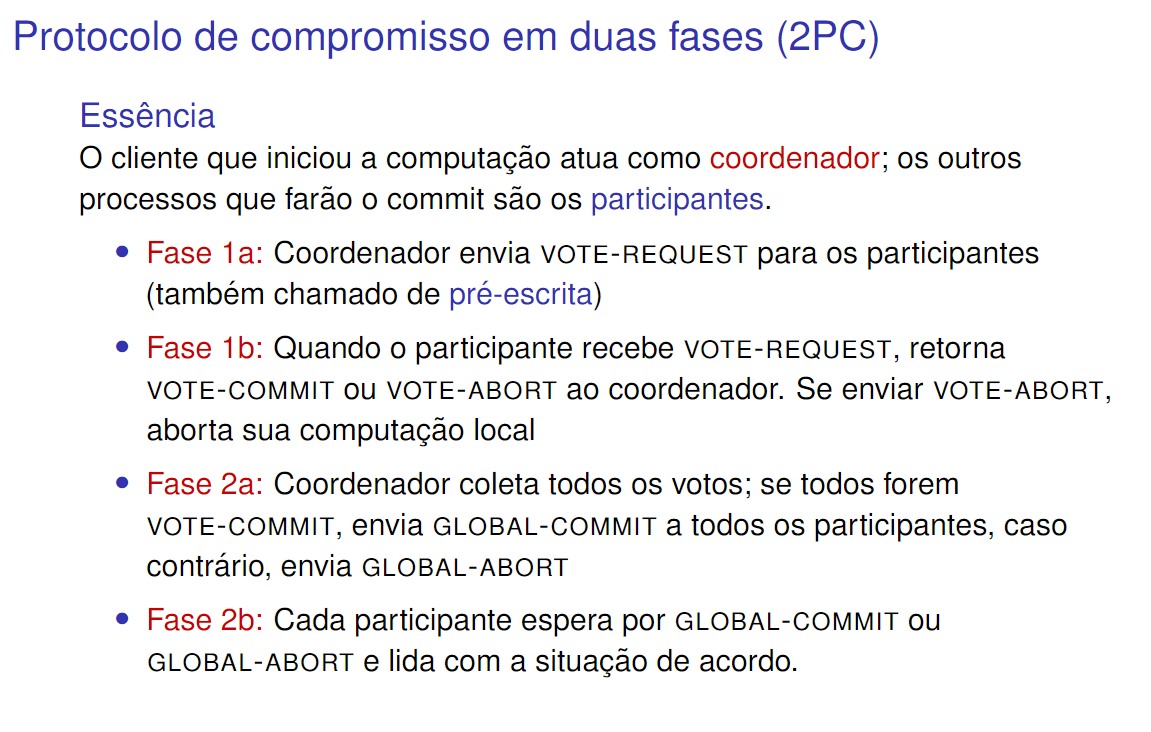 Protocolo de compromisso em duas fases (2PC)
Essência
O cliente que iniciou a computação atua como coordenador; os outros
processos que farão o commit são os participantes.
• Fase 1a: Coordenador envia VOTE-REQUEST para os participantes
(também chamado de pré-escrita)
• Fase 1b: Quando o participante recebe VOTE-REQUEST, retorna
VOTE-COMMIT ou VOTE-ABORT ao coordenador. Se enviar VOTE-ABORT,
aborta sua computação local
• Fase 2a: Coordenador coleta todos os votos; se todos forem
VOTE-COMMIT, envia GLOBAL-COMMIT a todos os participantes, caso
contrário, envia GLOBAL-ABORT
• Fase 2b: Cada participante espera por GLOBAL-COMMIT ou
GLOBAL-ABORT e lida com a situação de acordo.